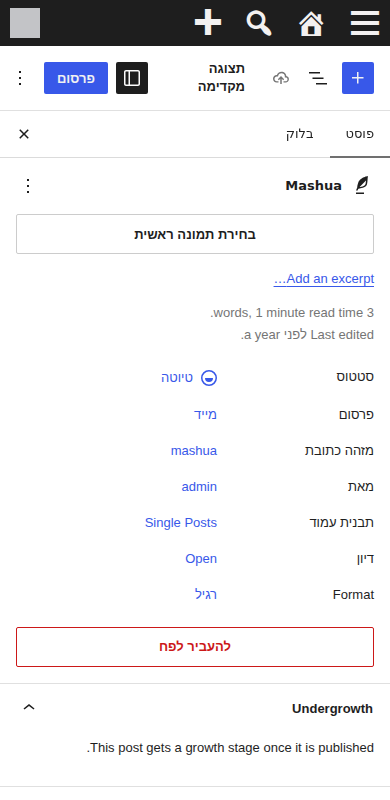 תצוגה
מקדימה
פרסום
פוסט
בלוק
Mashua
בחירת תמונה ראשית
Add an excerpt…
3 words, 1 minute read time.
Last edited לפני a year.
סטטוס
טיוטה
פרסום
מייד
מזהה כתובת
mashua
מאת
admin
תבנית עמוד
Single Posts
דיון
Open
Format
רגיל
להעביר לפח
Undergrowth
This post gets a growth stage once it is published.